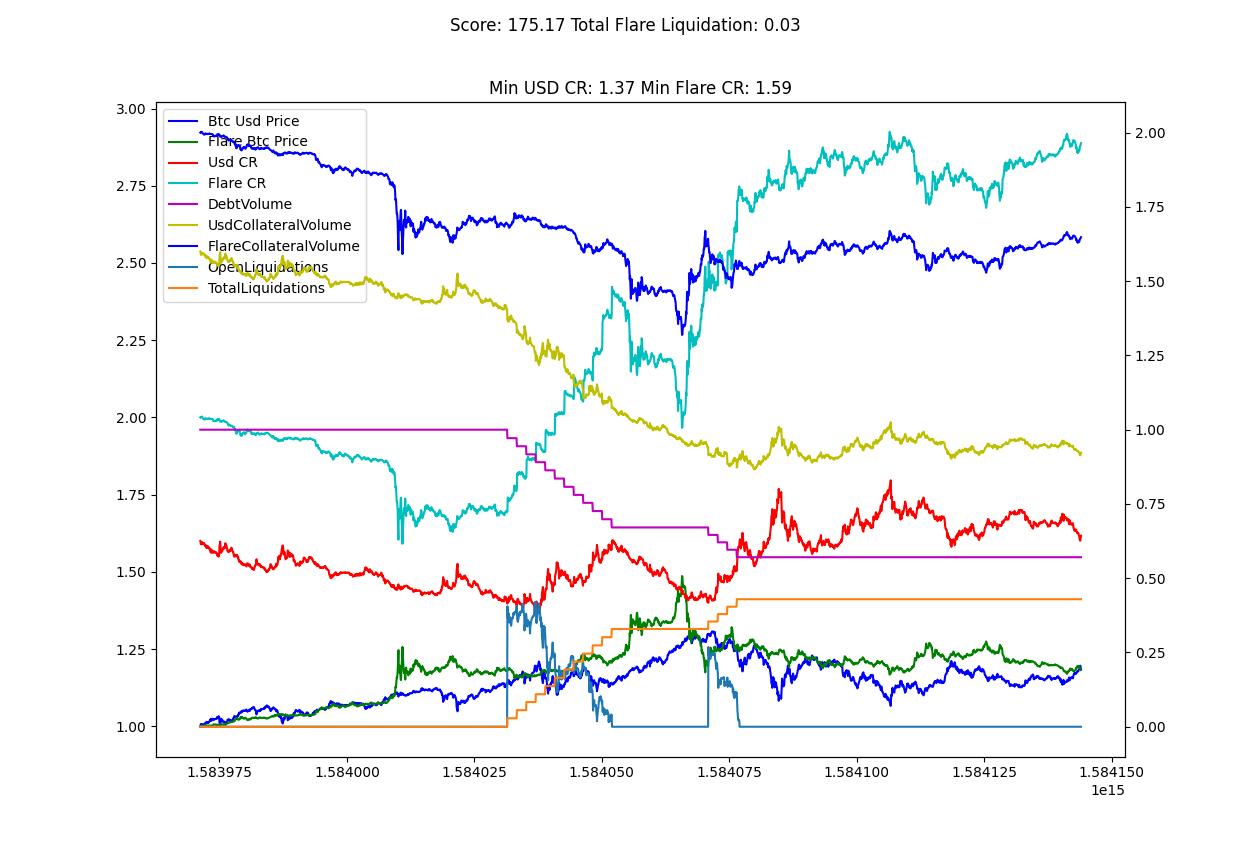 Score: 175.17 Total Flare Liquidation: 0.03
Min USD CR: 1.37 Min Flare CR: 1.59
3.00
2.75
2.50
2.25
2.00
1.75
1.50
1.25
1.00
Btc Usd Price
Flare Btc Price
Usd CR
Flare CR
DebtVolume
UsdCollateralVolume
FlareCollateralVolume
OpenLiquidations
TotalLiquidations
2.00
1.75
1.50
1.25
1.00
0.75
0.50
0.25
0.00
1.583975 1.584000 1.584025 1.584050 1.584075 1.584100 1.584125 1.584150
1e15